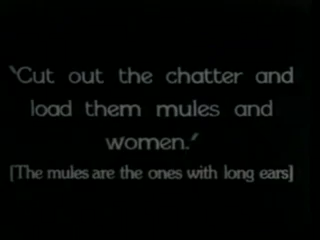 ‘Cut out the chatter and
load them mules and
women.’
[The mules are the ones with long ears]